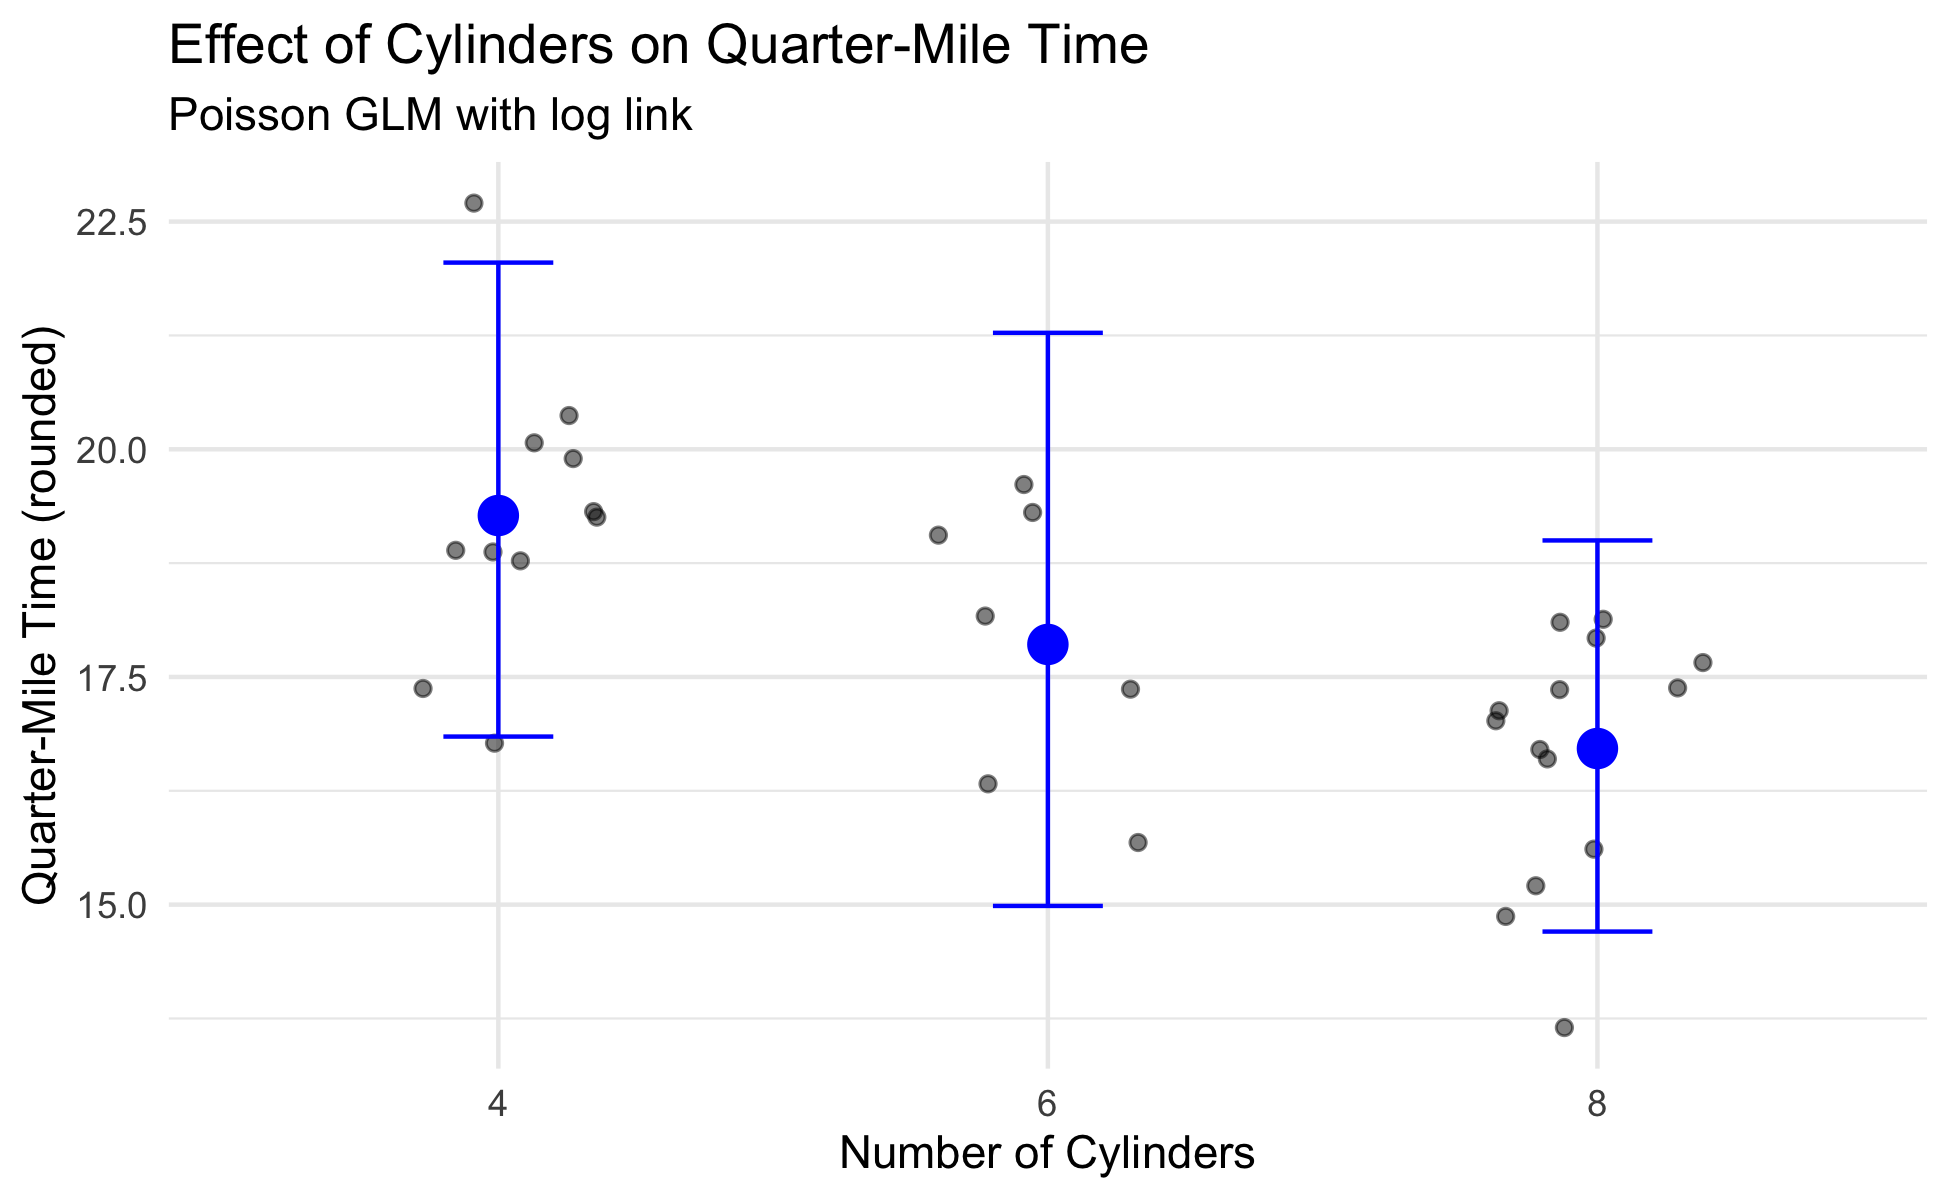 Effect of Cylinders on Quarter-Mile Time
Poisson GLM with log link
Quarter-Mile Time (rounded)
22.5
20.0
17.5
15.0
4
6
8
Number of Cylinders